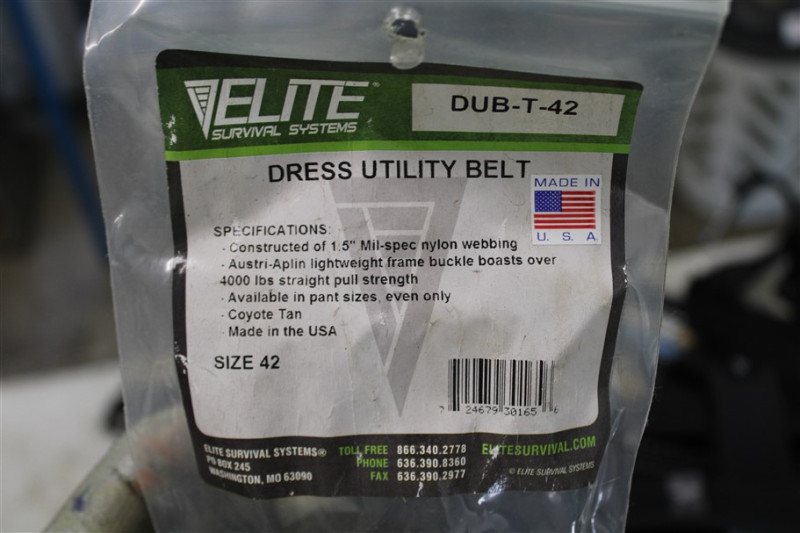 ELITE®
SURVIVAL SYSTEMS
DUB-T-42
DRESS UTILITY BELT
MADE IN
U. S. A.
SPECIFICATIONS:
- Constructed of 1.5" Mil-spec nylon webbing
- Austri-Aplin lightweight frame buckle boasts over
4000 lbs straight pull strength
- Available in pant sizes, even only
- Coyote Tan
- Made in the USA
SIZE 42
7 24679 30165 6
ELITE SURVIVAL SYSTEMS® TOLL FREE 866.340.2778 ELITESURVIVAL.COM
PO BOX 245 PHONE 636.390.8360
WASHINGTON, MO 63090 FAX 636.390.2977 © ELITE SURVIVAL SYSTEMS